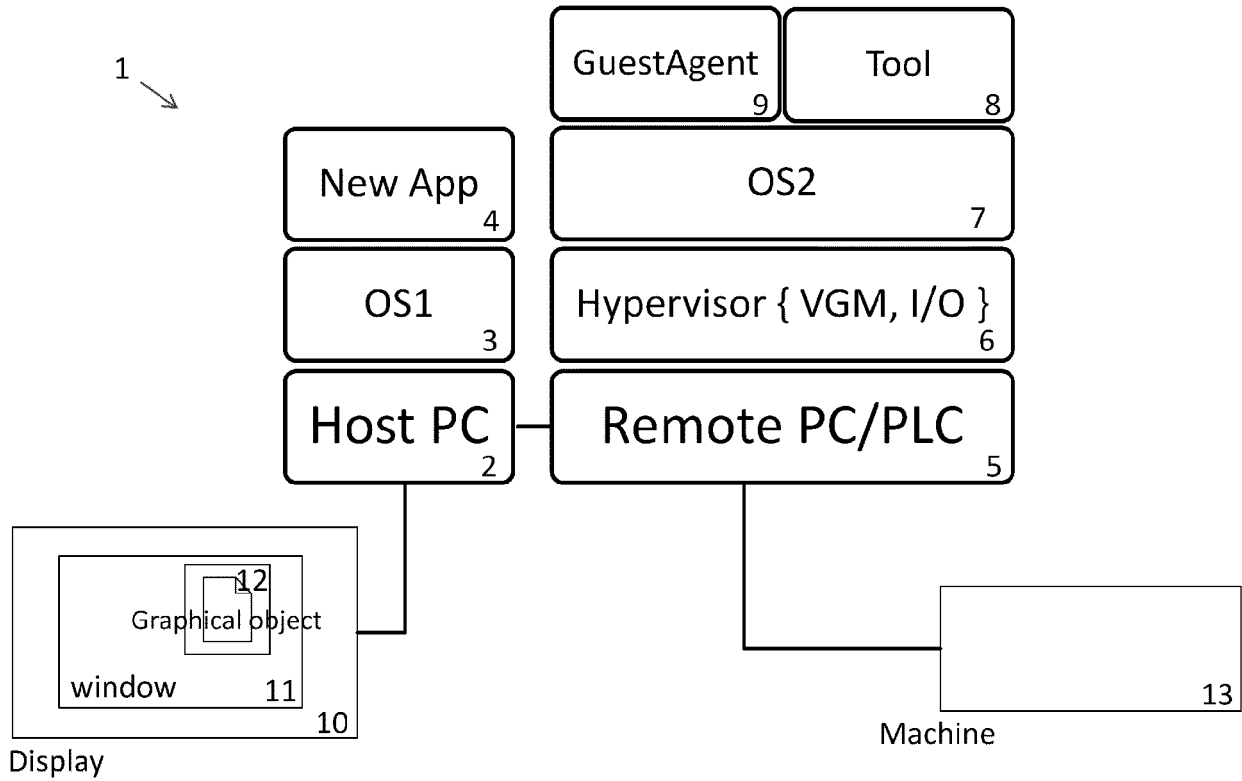 1
GuestAgent
9
Tool
8
New App
4
OS2
7
OS1
3
Hypervisor { VGM, I/O }
6
Host PC
2
Remote PC/PLC
5
12
Graphical object
window
11
10
Display
13
Machine